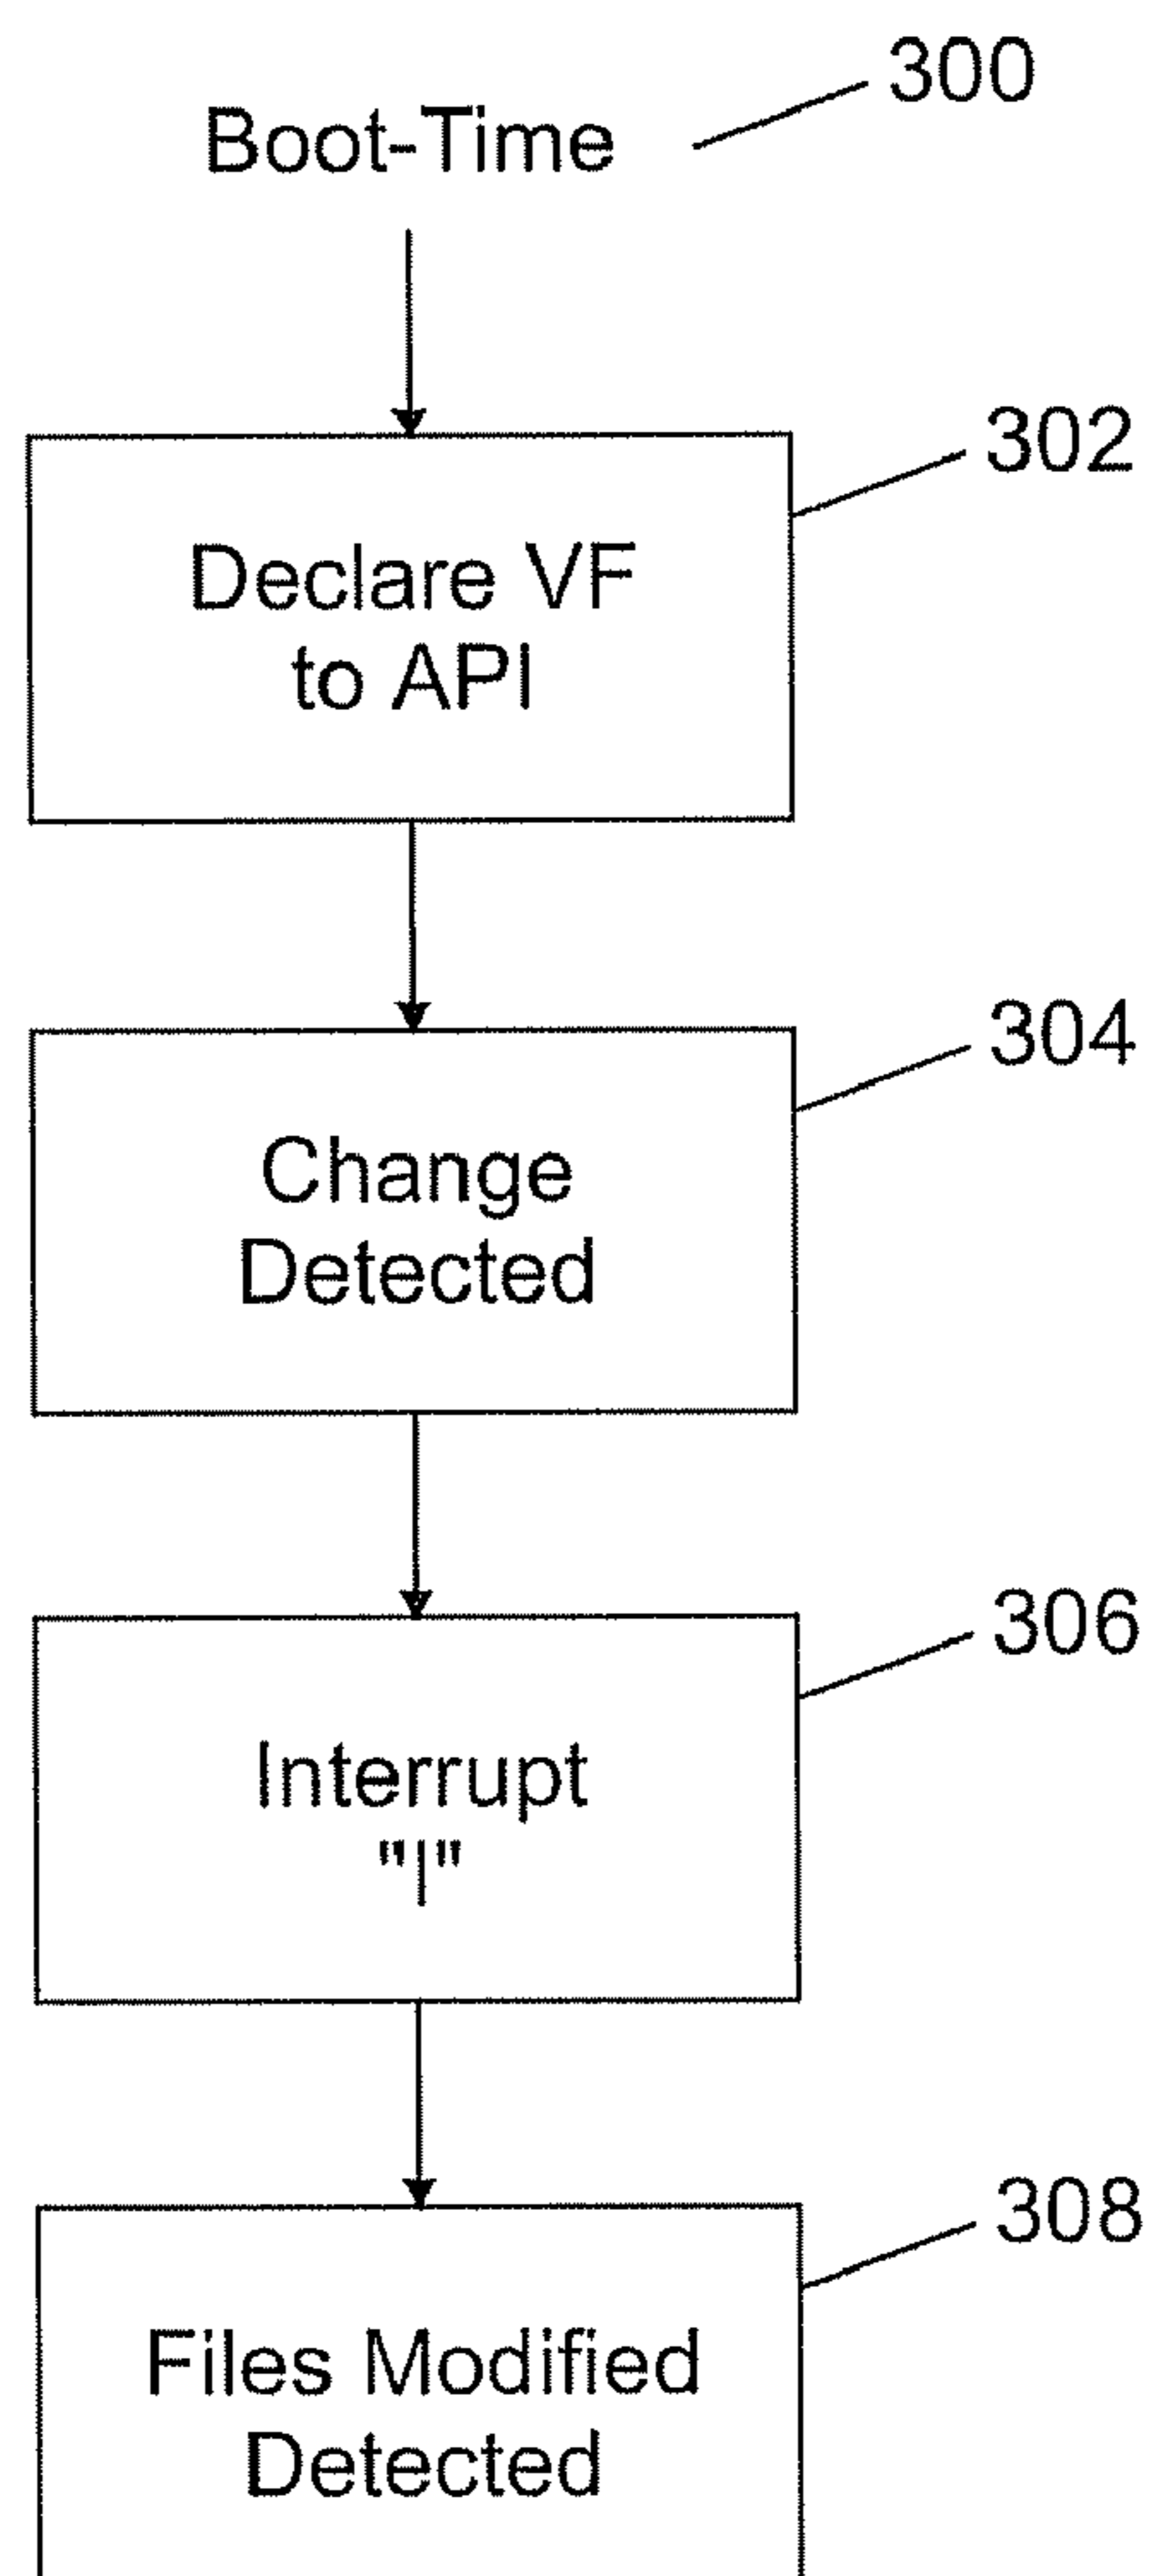 300
Boot-Time
302
Declare VF
to API
304
Change
Detected
306
Interrupt
"I"
308
Files Modified
Detected